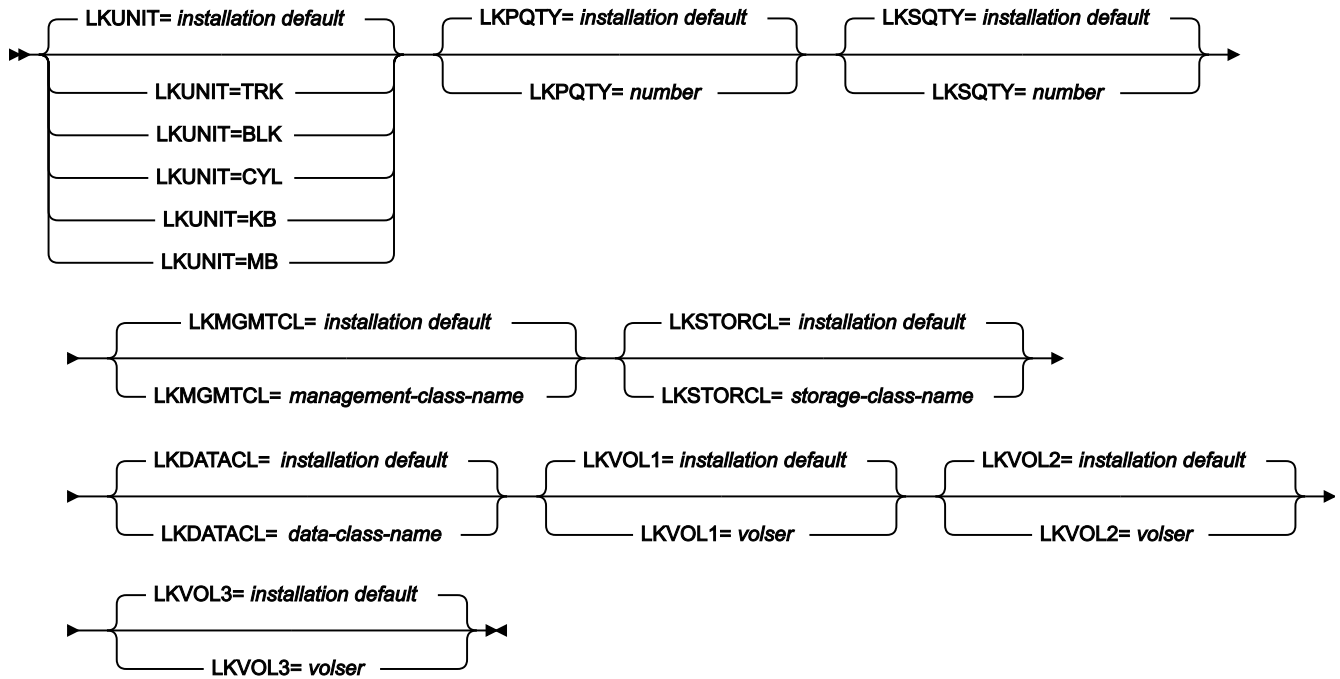 LKUNIT= installation default LKPQTY= installation default LKSQTY= installation default
LKUNIT=TRK LKPQTY= number LKSQTY= number
LKUNIT=BLK
LKUNIT=CYL
LKUNIT=KB
LKUNIT=MB
LKMGMTCL= installation default LKSTORCL= installation default
LKMGMTCL= management-class-name LKSTORCL= storage-class-name
LKDATACL= installation default LKVOL1= installation default LKVOL2= installation default
LKDATACL= data-class-name LKVOL1= volser LKVOL2= volser
LKVOL3= installation default
LKVOL3= volser